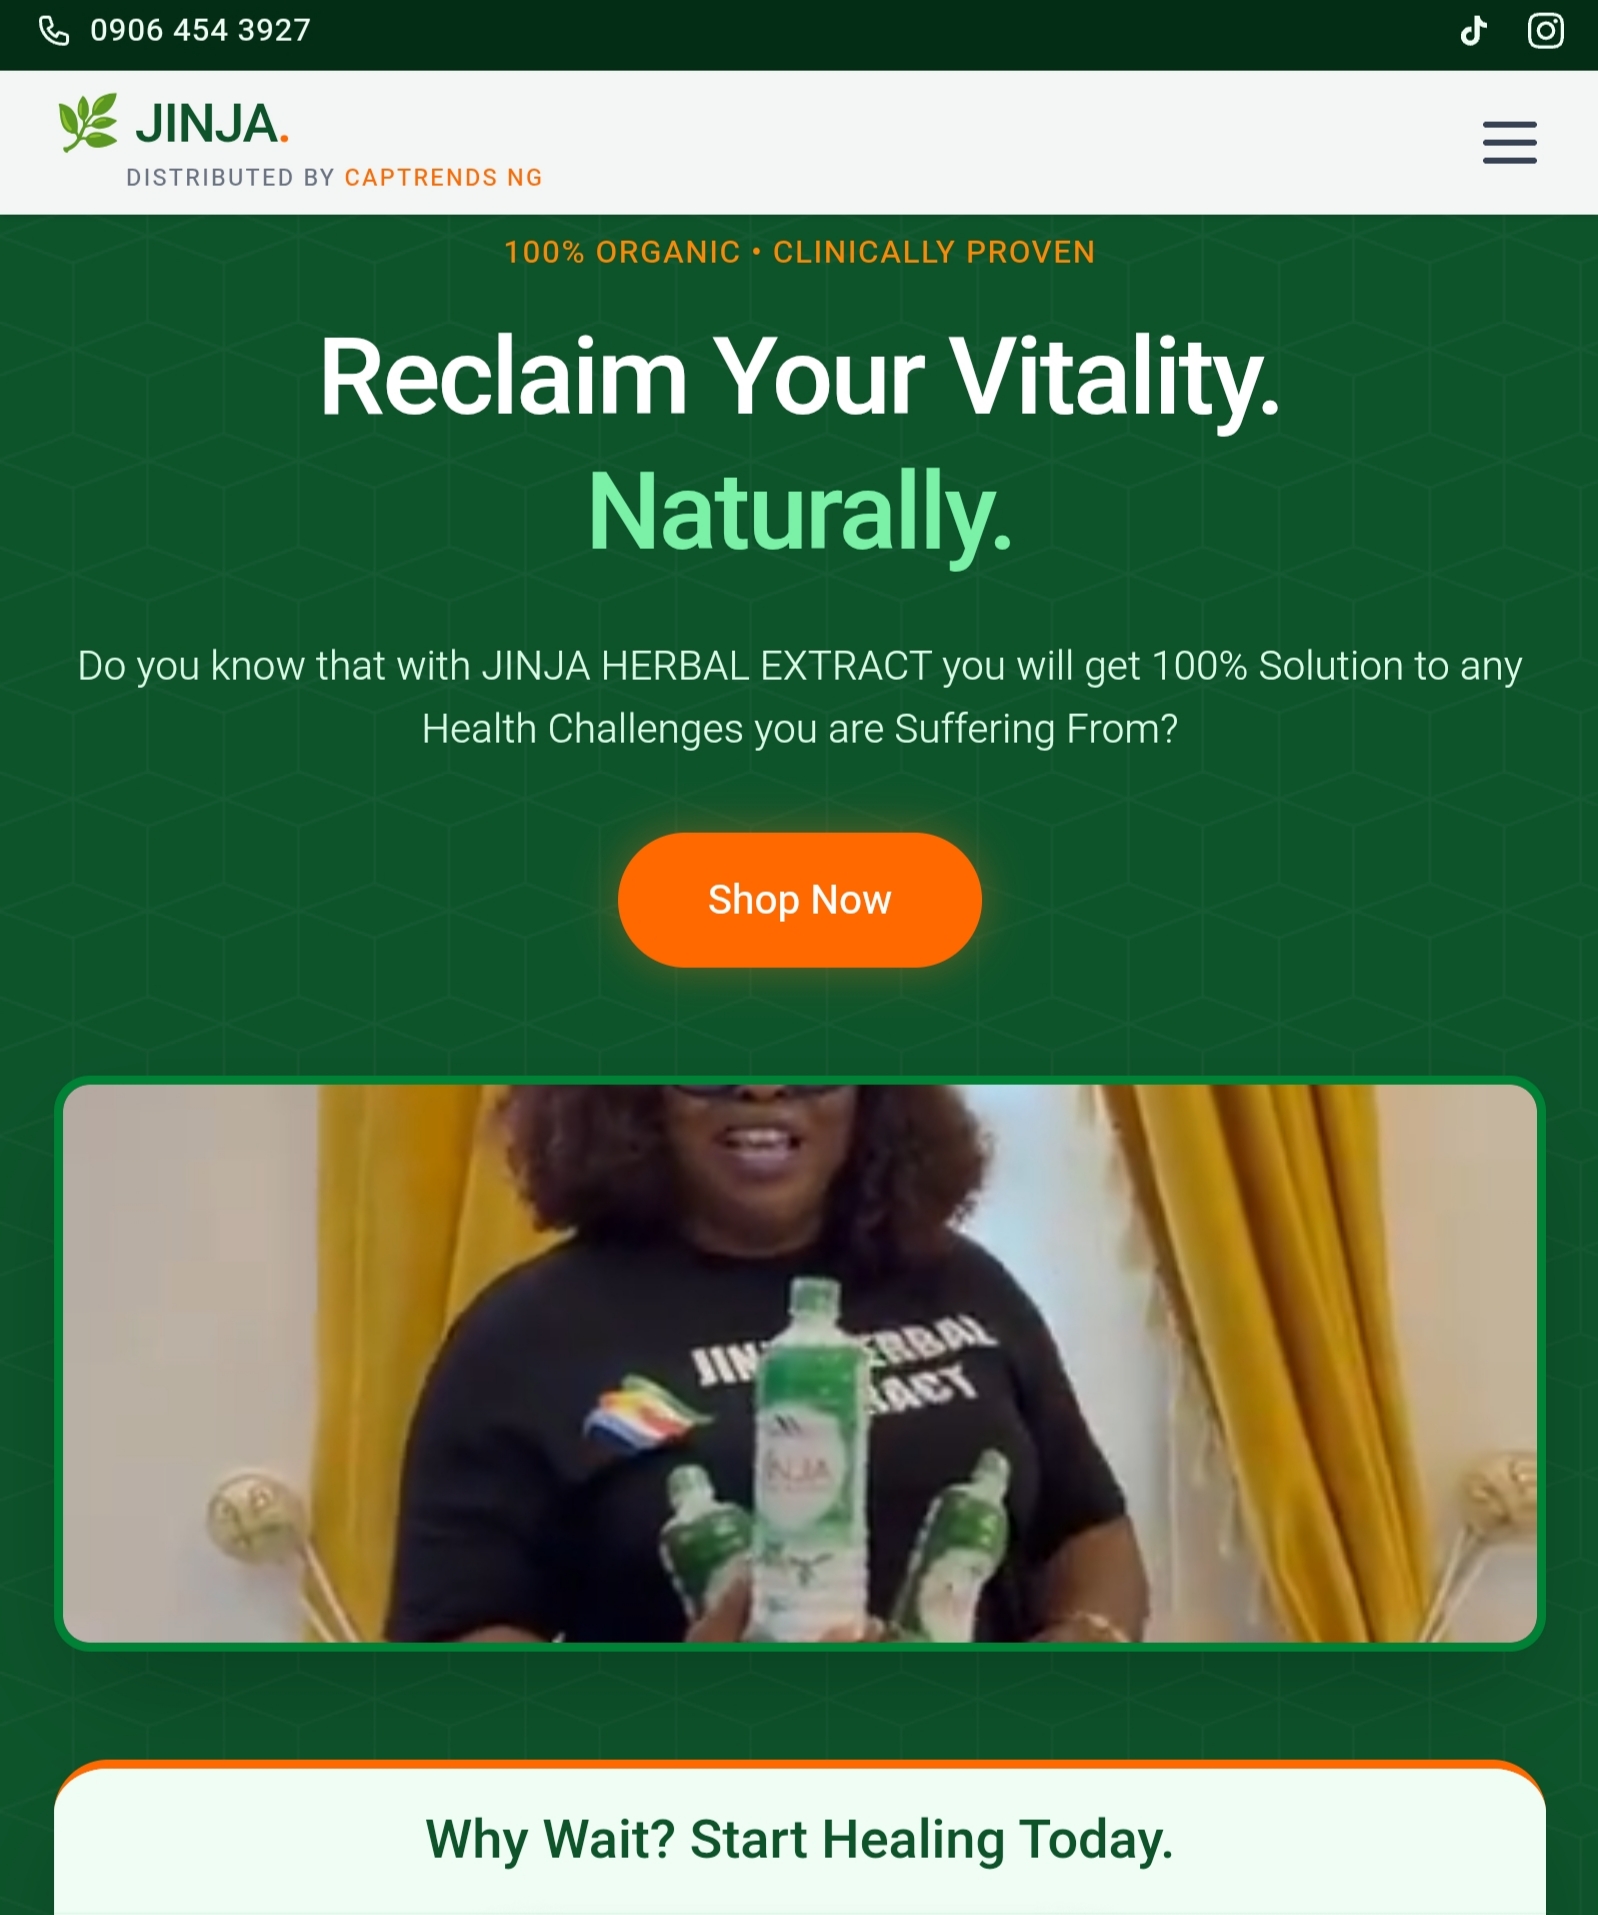 0906 454 3927
JINJA.
DISTRIBUTED BY CAPTRENDS NG
100% ORGANIC • CLINICALLY PROVEN
Reclaim Your Vitality.
Naturally.
Do you know that with JINJA HERBAL EXTRACT you will get 100% Solution to any
Health Challenges you are Suffering From?
Shop Now
Why Wait? Start Healing Today.